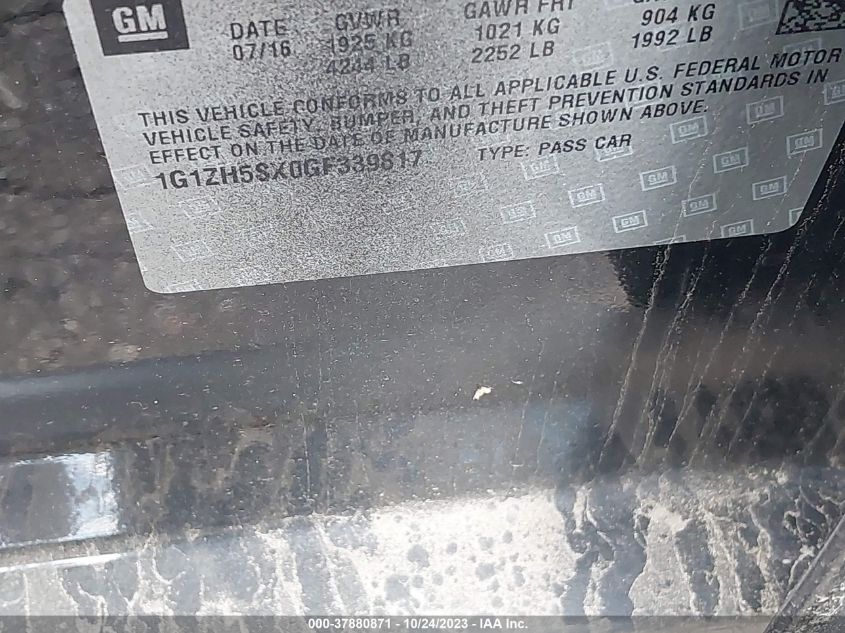 GM
DATE GVWR GAWR FRT
07/16 1925 KG 1021 KG 904 KG
4244 LB 2252 LB 1992 LB
THIS VEHICLE CONFORMS TO ALL APPLICABLE U.S. FEDERAL MOTOR
VEHICLE SAFETY, BUMPER, AND THEFT PREVENTION STANDARDS IN
EFFECT ON THE DATE OF MANUFACTURE SHOWN ABOVE.
1G1ZH5SX0GF339817 TYPE: PASS CAR
000-37880871 - 10/24/2023 - IAA Inc.